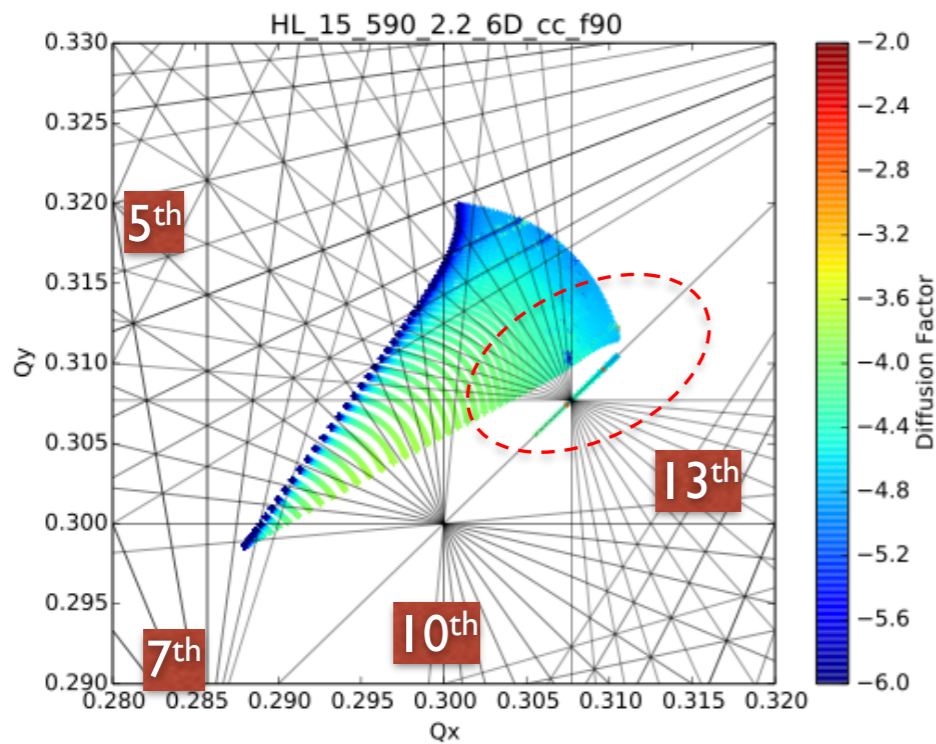 HL_15_590_2.2_6D_cc_f90
0.330
0.325
0.320
0.315
0.310
0.305
0.300
0.295
0.290
Qy
0.280 0.285 0.290 0.295 0.300 0.305 0.310 0.315 0.320
Qx
5th
7th
10th
13th
−2.0
−2.4
−2.8
−3.2
−3.6
−4.0
−4.4
−4.8
−5.2
−5.6
−6.0
Diffusion Factor